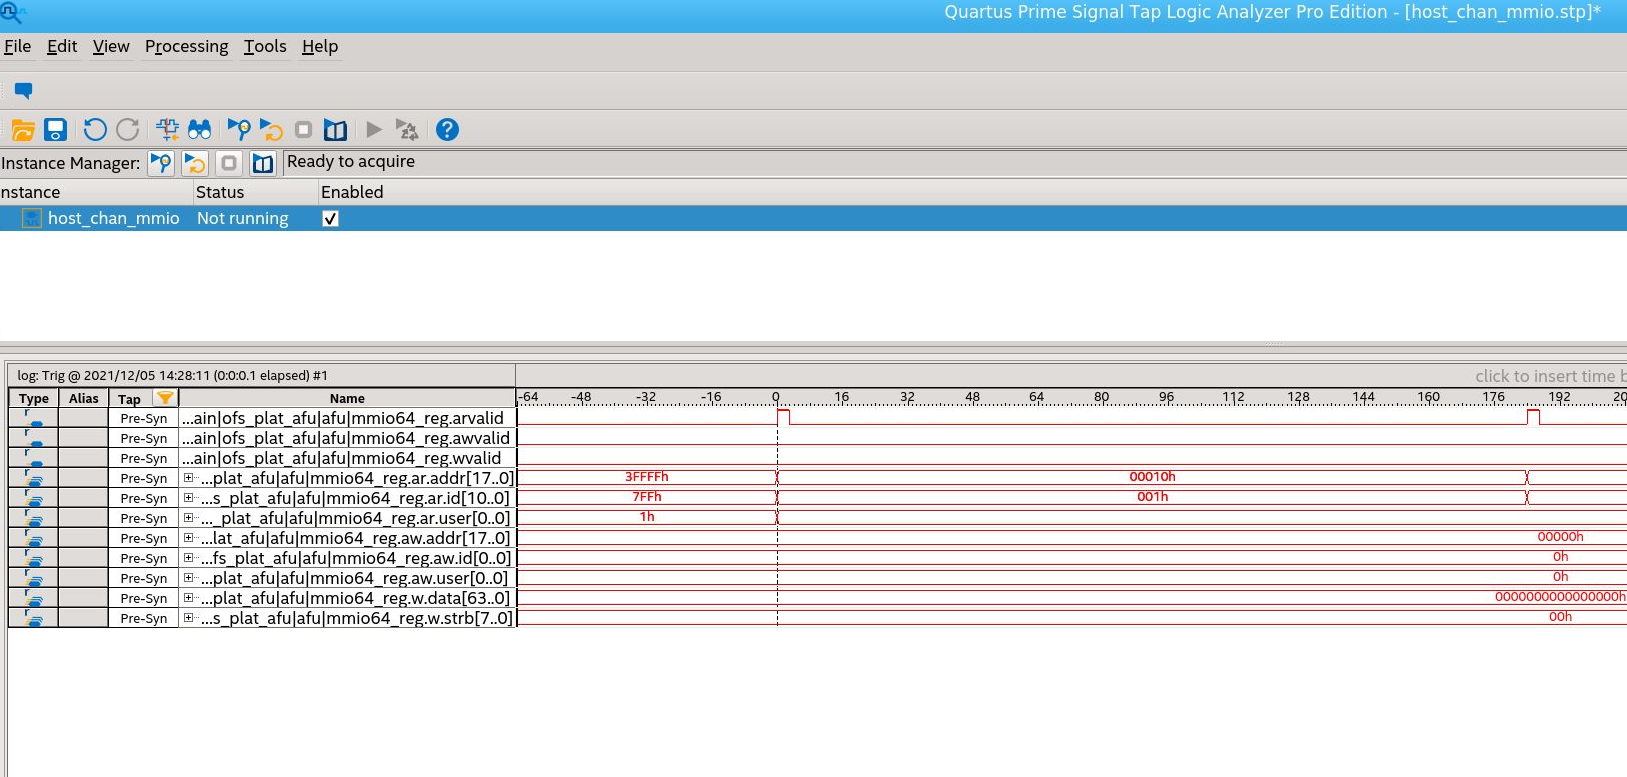 Quartus Prime Signal Tap Logic Analyzer Pro Edition - [host_chan_mmio.stp]*
File Edit View Processing Tools Help
Instance Manager: Ready to acquire
nstance Status Enabled
host_chan_mmio Not running
log: Trig @ 2021/12/05 14:28:11 (0:0:0.1 elapsed) #1 click to insert time b
Type Alias Tap Name -64 -48 -32 -16 0 16 32 48 64 80 96 112 128 144 160 176 192 20
Pre-Syn ...ain|ofs_plat_afu|afu|mmio64_reg.arvalid
Pre-Syn ...ain|ofs_plat_afu|afu|mmio64_reg.awvalid
Pre-Syn ...ain|ofs_plat_afu|afu|mmio64_reg.wvalid
Pre-Syn ...plat_afu|afu|mmio64_reg.ar.addr[17..0] 3FFFFh 00010h
Pre-Syn ...s_plat_afu|afu|mmio64_reg.ar.id[10..0] 7FFh 001h
Pre-Syn ..._plat_afu|afu|mmio64_reg.ar.user[0..0] 1h
Pre-Syn ...lat_afu|afu|mmio64_reg.aw.addr[17..0] 00000h
Pre-Syn ...fs_plat_afu|afu|mmio64_reg.aw.id[0..0] 0h
Pre-Syn ...plat_afu|afu|mmio64_reg.aw.user[0..0] 0h
Pre-Syn ...plat_afu|afu|mmio64_reg.w.data[63..0] 0000000000000000h
Pre-Syn ...s_plat_afu|afu|mmio64_reg.w.strb[7..0] 00h